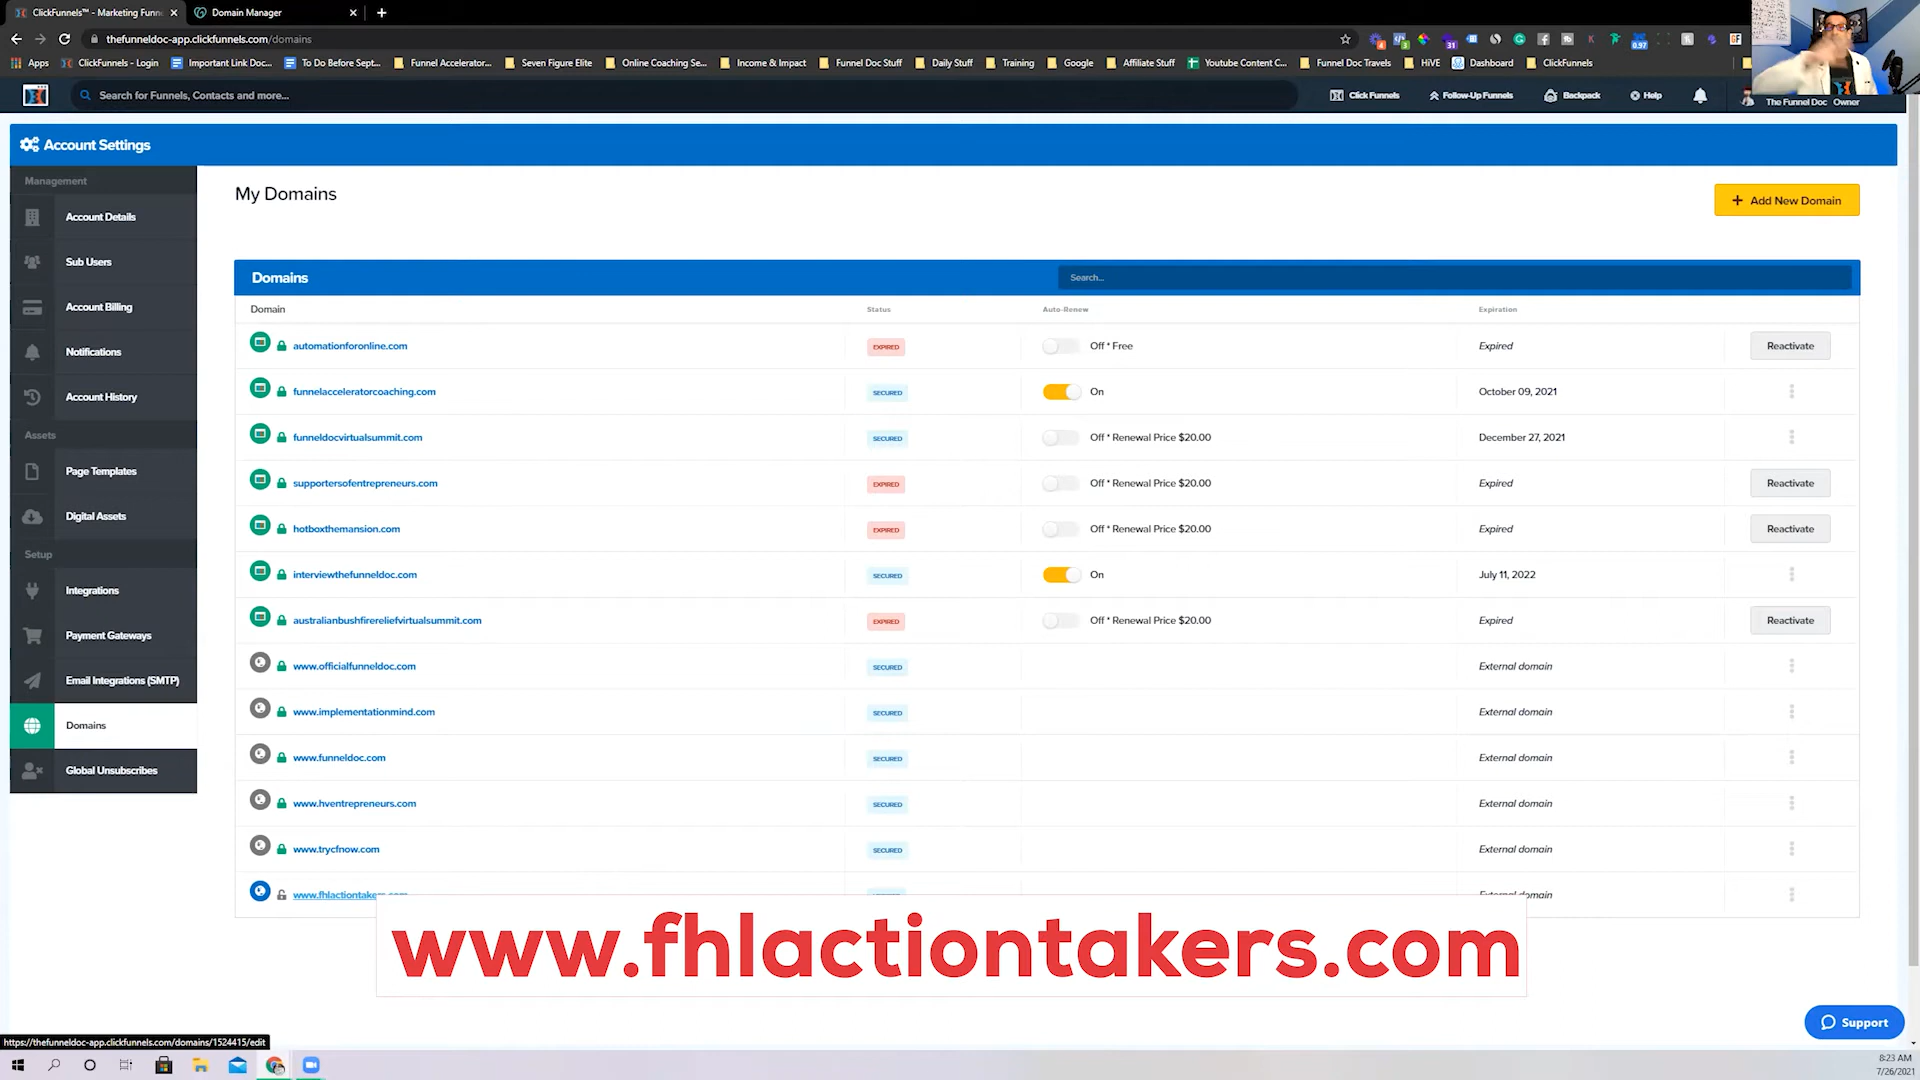 ClickFunnels™ - Marketing Funn
Domain Manager
thefunneldoc-app.clickfunnels.com/domains
Apps
ClickFunnels - Login
Important Link Doc...
To Do Before Sept...
Funnel Accelerator...
Seven Figure Elite
Online Coaching Se...
Income & Impact
Funnel Doc Stuff
Daily Stuff
Training
Google
Affiliate Stuff
Youtube Content C...
Funnel Doc Travels
HiVE
Dashboard
ClickFunnels
Search for Funnels, Contacts and more...
Click Funnels
Follow-Up Funnels
Backpack
Help
The Funnel Doc Owner
Account Settings
Management
Account Details
Sub Users
Account Billing
Notifications
Account History
Assets
Page Templates
Digital Assets
Setup
Integrations
Payment Gateways
Email Integrations (SMTP)
Domains
Global Unsubscribes
My Domains
+ Add New Domain
Domains
Search...
Domain Status Auto-Renew Expiration
automationforonline.com EXPIRED Off * Free Expired Reactivate
funnelacceleratorcoaching.com SECURED On October 09, 2021
funneldocvirtualsummit.com SECURED Off * Renewal Price $20.00 December 27, 2021
supportersofentrepreneurs.com EXPIRED Off * Renewal Price $20.00 Expired Reactivate
hotboxthemansion.com EXPIRED Off * Renewal Price $20.00 Expired Reactivate
interviewthefunneldoc.com SECURED On July 11, 2022
australianbushfirereliefvirtualsummit.com EXPIRED Off * Renewal Price $20.00 Expired Reactivate
www.officialfunneldoc.com SECURED External domain
www.implementationmind.com SECURED External domain
www.funneldoc.com SECURED External domain
www.hventrepreneurs.com SECURED External domain
www.trycfnow.com SECURED External domain
www.fhlactiontakers.com External domain
www.fhlactiontakers.com
Support
https://thefunneldoc-app.clickfunnels.com/domains/1524415/edit
8:23 AM
7/26/2021